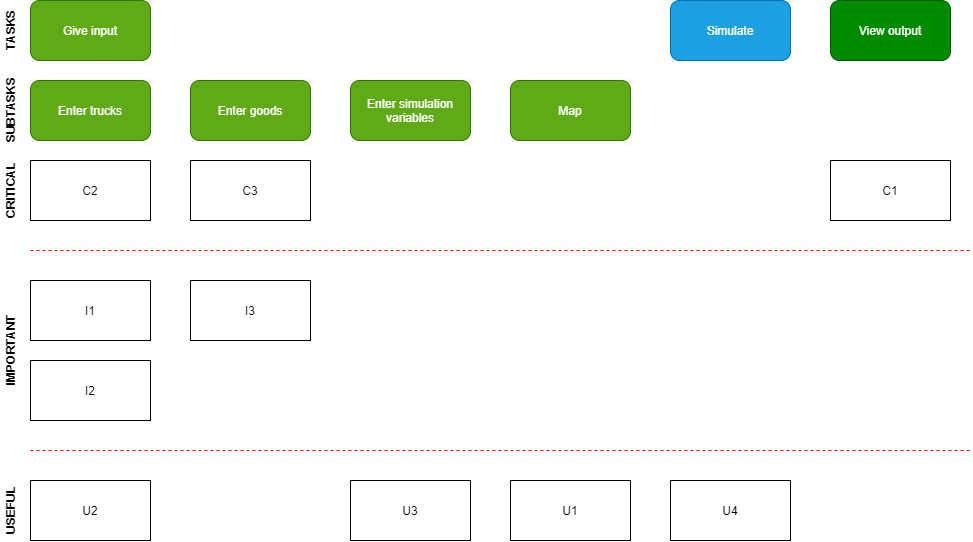 TASKS
Give input
Simulate
View output
SUBTASKS
Enter trucks
Enter goods
Enter simulation
variables
Map
CRITICAL
C2
C3
C1
IMPORTANT
I1
I3
I2
USEFUL
U2
U3
U1
U4